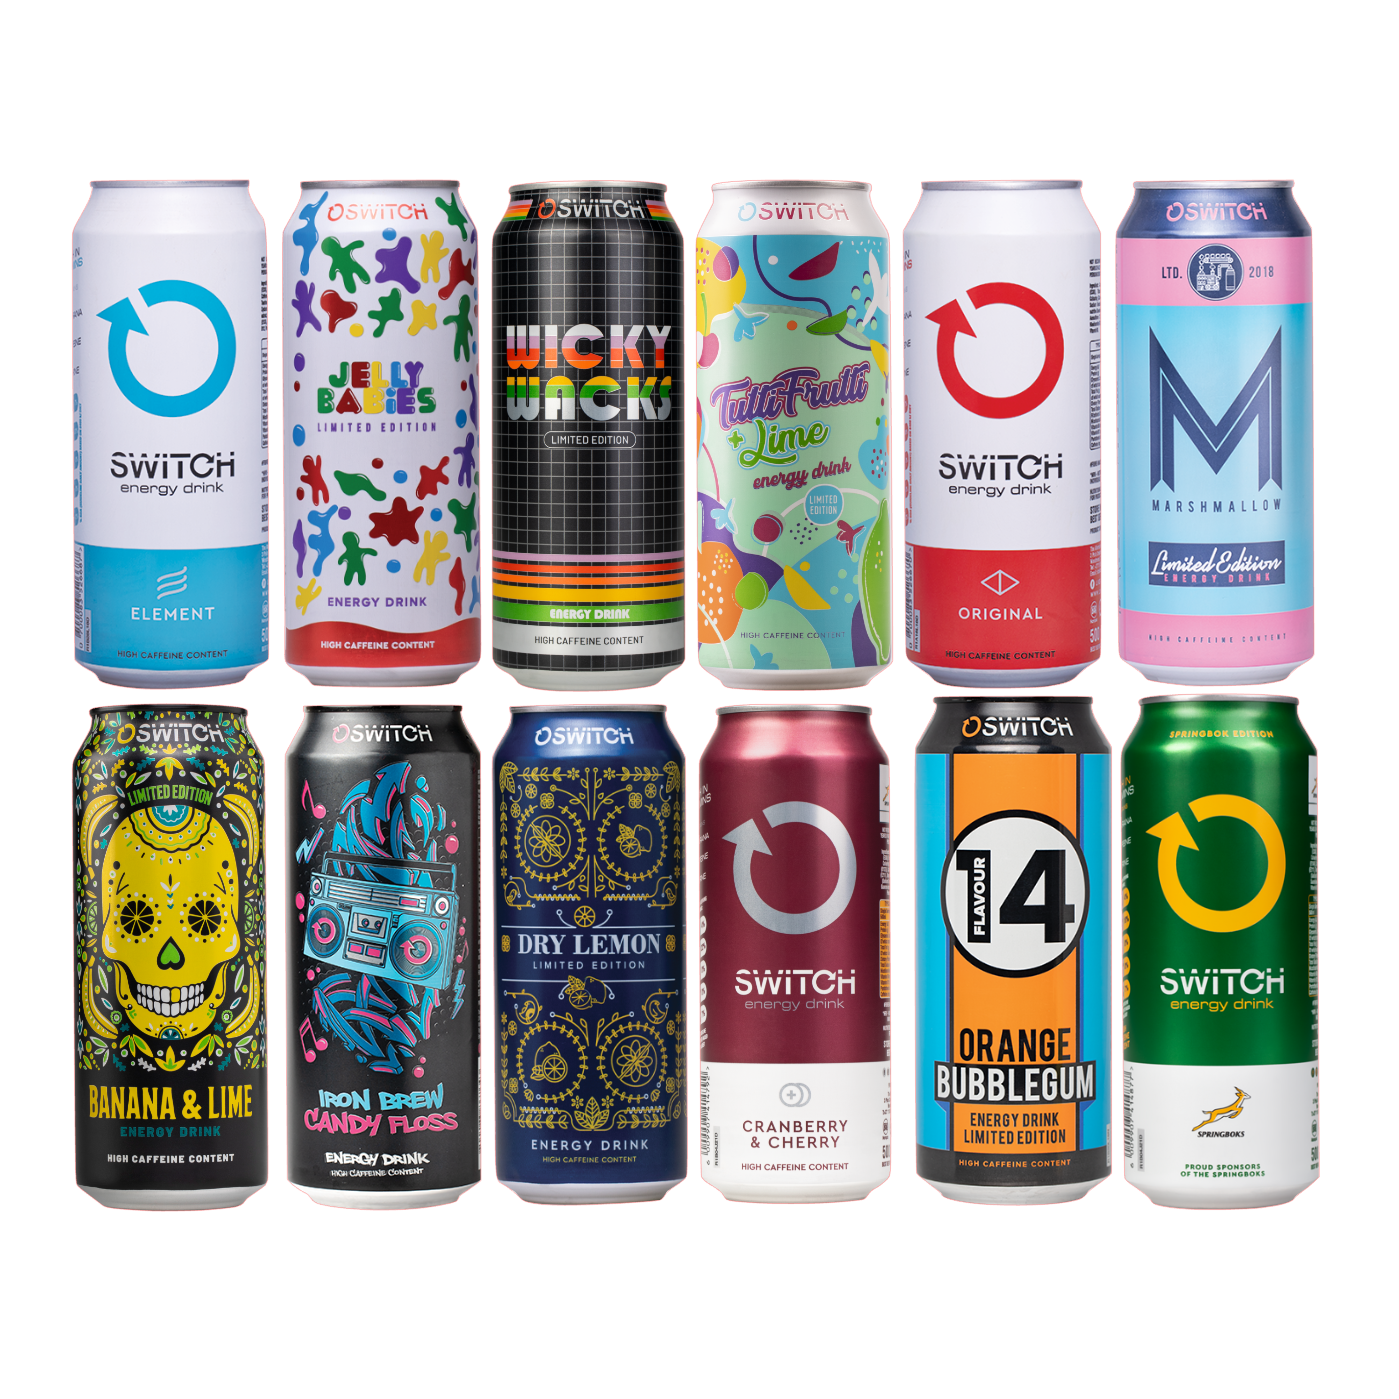 SWITCH
energy drink
ELEMENT
HIGH CAFFEINE CONTENT
SWITCH
JELLY
BABIES
LIMITED EDITION
ENERGY DRINK
HIGH CAFFEINE CONTENT
SWITCH
WICKY
WACKS
LIMITED EDITION
ENERGY DRINK
HIGH CAFFEINE CONTENT
SWITCH
Tutti Frutti
+ Lime
energy drink
LIMITED
EDITION
HIGH CAFFEINE CONTENT
SWITCH
energy drink
ORIGINAL
HIGH CAFFEINE CONTENT
SWITCH
LTD. 2018
M
MARSHMALLOW
Limited Edition
ENERGY DRINK
HIGH CAFFEINE CONTENT
SWITCH
LIMITED EDITION
BANANA & LIME
ENERGY DRINK
HIGH CAFFEINE CONTENT
SWITCH
IRON BREW
CANDY FLOSS
ENERGY DRINK
HIGH CAFFEINE CONTENT
SWITCH
DRY LEMON
LIMITED EDITION
ENERGY DRINK
HIGH CAFFEINE CONTENT
SWITCH
energy drink
CRANBERRY
& CHERRY
HIGH CAFFEINE CONTENT
SWITCH
FLAVOUR
14
ORANGE
BUBBLEGUM
ENERGY DRINK
LIMITED EDITION
HIGH CAFFEINE CONTENT
SPRINGBOK EDITION
SWITCH
energy drink
SPRINGBOKS
PROUD SPONSORS
OF THE SPRINGBOKS